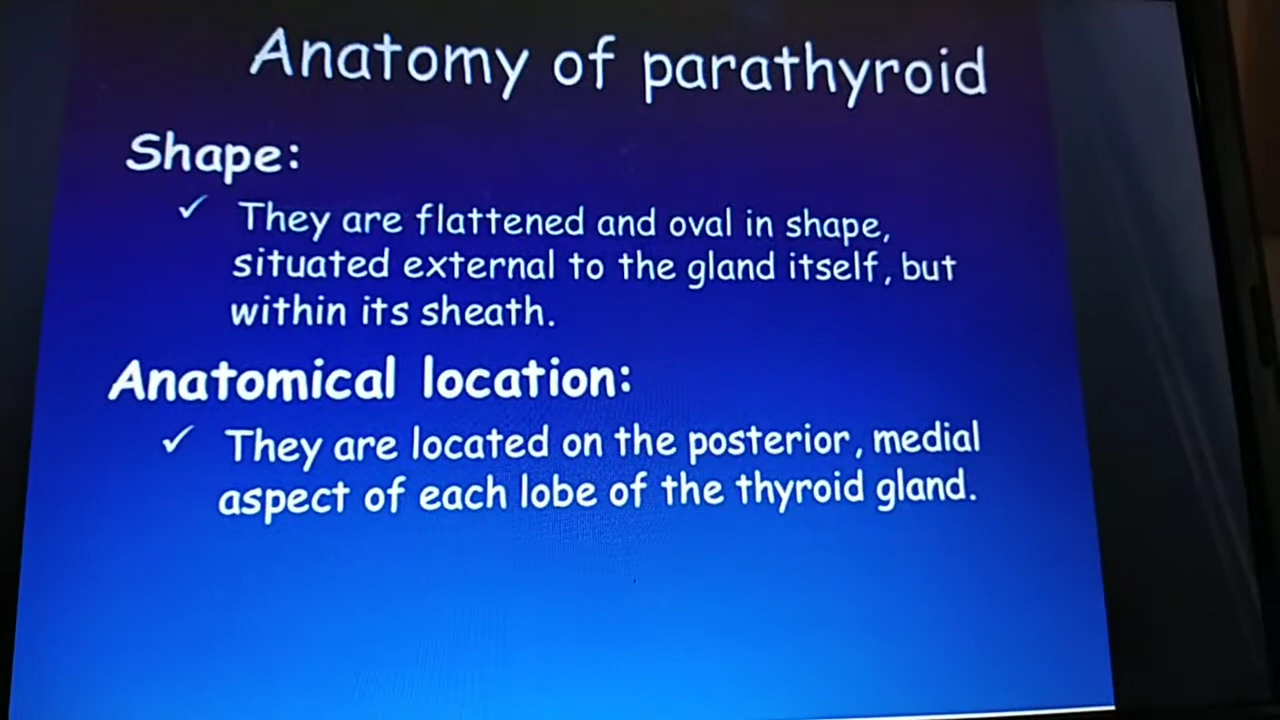 Anatomy of parathyroid
Shape:
✓ They are flattened and oval in shape,
situated external to the gland itself, but
within its sheath.
Anatomical location:
✓ They are located on the posterior, medial
aspect of each lobe of the thyroid gland.